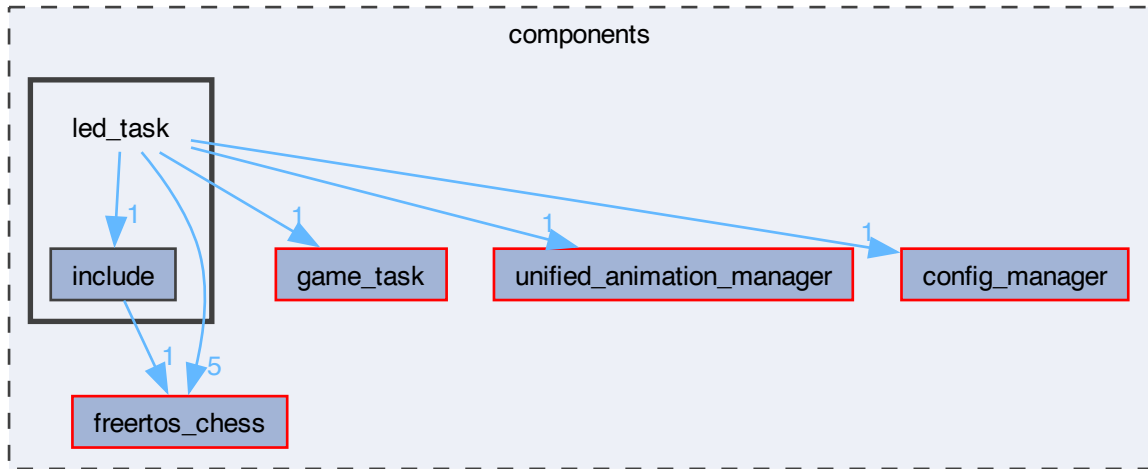 components
led_task
1
1
1
1
include
game_task
unified_animation_manager
config_manager
1
5
freertos_chess